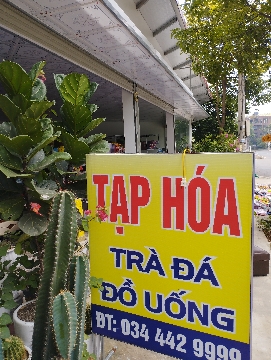 TẠP HÓA
TRÀ ĐÁ
ĐỒ UỐNG
ĐT: 034 442 9999